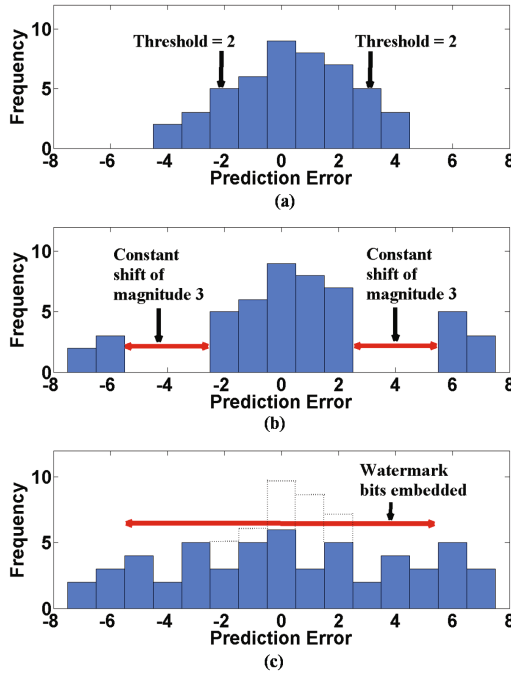 10
5
0
Frequency
Threshold = 2
Threshold = 2
-8 -6 -4 -2 0 2 4 6 8
Prediction Error
(a)
10
5
0
Frequency
Constant
shift of
magnitude 3
Constant
shift of
magnitude 3
-8 -6 -4 -2 0 2 4 6 8
Prediction Error
(b)
10
5
0
Frequency
Watermark
bits embedded
-8 -6 -4 -2 0 2 4 6 8
Prediction Error
(c)